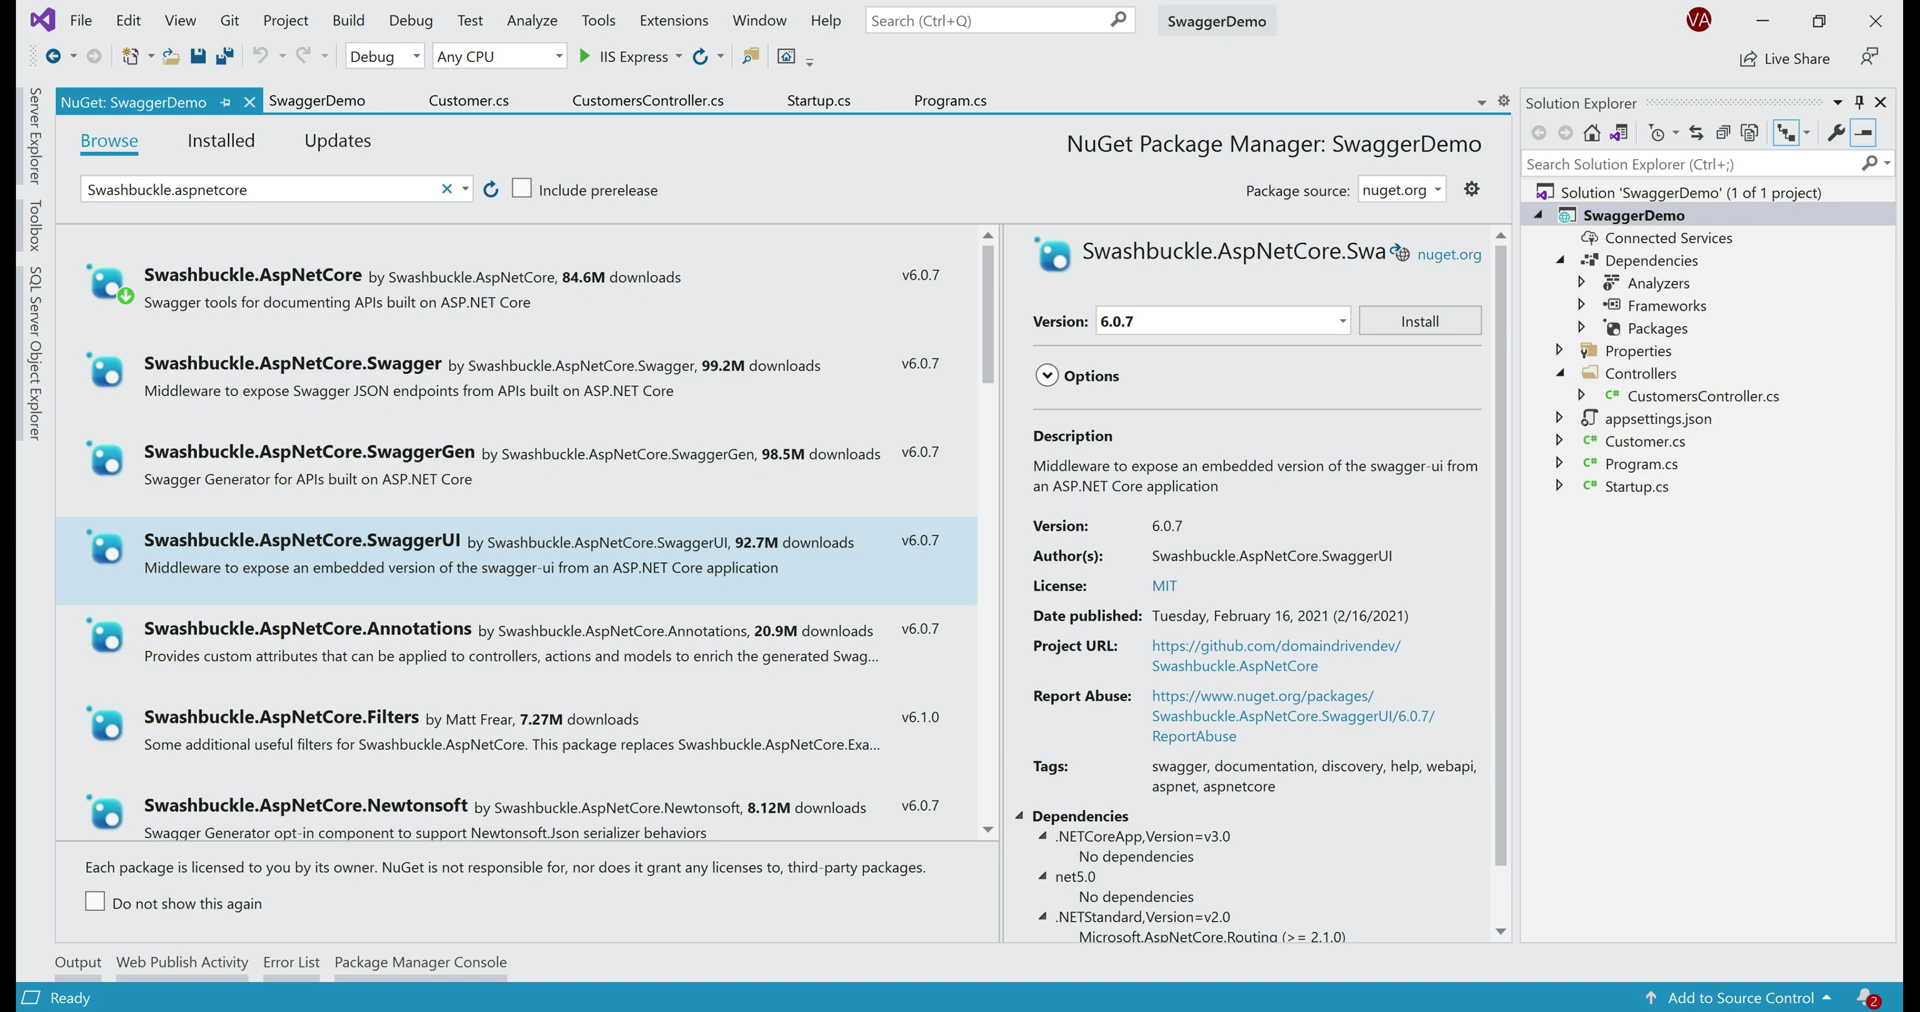 File Edit View Git Project Build Debug Test Analyze Tools Extensions Window Help Search (Ctrl+Q) SwaggerDemo VA
Debug Any CPU IIS Express Live Share
Server Explorer
Toolbox
SQL Server Object Explorer
NuGet: SwaggerDemo SwaggerDemo Customer.cs CustomersController.cs Startup.cs Program.cs
Browse Installed Updates
NuGet Package Manager: SwaggerDemo
Swashbuckle.aspnetcore Include prerelease
Package source: nuget.org
Swashbuckle.AspNetCore by Swashbuckle.AspNetCore, 84.6M downloads v6.0.7
Swagger tools for documenting APIs built on ASP.NET Core
Swashbuckle.AspNetCore.Swagger by Swashbuckle.AspNetCore.Swagger, 99.2M downloads v6.0.7
Middleware to expose Swagger JSON endpoints from APIs built on ASP.NET Core
Swashbuckle.AspNetCore.SwaggerGen by Swashbuckle.AspNetCore.SwaggerGen, 98.5M downloads v6.0.7
Swagger Generator for APIs built on ASP.NET Core
Swashbuckle.AspNetCore.SwaggerUI by Swashbuckle.AspNetCore.SwaggerUI, 92.7M downloads v6.0.7
Middleware to expose an embedded version of the swagger-ui from an ASP.NET Core application
Swashbuckle.AspNetCore.Annotations by Swashbuckle.AspNetCore.Annotations, 20.9M downloads v6.0.7
Provides custom attributes that can be applied to controllers, actions and models to enrich the generated Swag...
Swashbuckle.AspNetCore.Filters by Matt Frear, 7.27M downloads v6.1.0
Some additional useful filters for Swashbuckle.AspNetCore. This package replaces Swashbuckle.AspNetCore.Exa...
Swashbuckle.AspNetCore.Newtonsoft by Swashbuckle.AspNetCore.Newtonsoft, 8.12M downloads v6.0.7
Swagger Generator opt-in component to support Newtonsoft.Json serializer behaviors
Each package is licensed to you by its owner. NuGet is not responsible for, nor does it grant any licenses to, third-party packages.
Do not show this again
Swashbuckle.AspNetCore.Swa nuget.org
Version: 6.0.7 Install
Options
Description
Middleware to expose an embedded version of the swagger-ui from
an ASP.NET Core application
Version: 6.0.7
Author(s): Swashbuckle.AspNetCore.SwaggerUI
License: MIT
Date published: Tuesday, February 16, 2021 (2/16/2021)
Project URL: https://github.com/domaindrivendev/
Swashbuckle.AspNetCore
Report Abuse: https://www.nuget.org/packages/
Swashbuckle.AspNetCore.SwaggerUI/6.0.7/
ReportAbuse
Tags: swagger, documentation, discovery, help, webapi,
aspnet, aspnetcore
Dependencies
.NETCoreApp,Version=v3.0
No dependencies
net5.0
No dependencies
.NETStandard,Version=v2.0
Microsoft.AspNetCore.Routing (>= 2.1.0)
Solution Explorer
Search Solution Explorer (Ctrl+;)
Solution 'SwaggerDemo' (1 of 1 project)
SwaggerDemo
Connected Services
Dependencies
Analyzers
Frameworks
Packages
Properties
Controllers
C# CustomersController.cs
appsettings.json
C# Customer.cs
C# Program.cs
C# Startup.cs
Output Web Publish Activity Error List Package Manager Console
Ready Add to Source Control 2